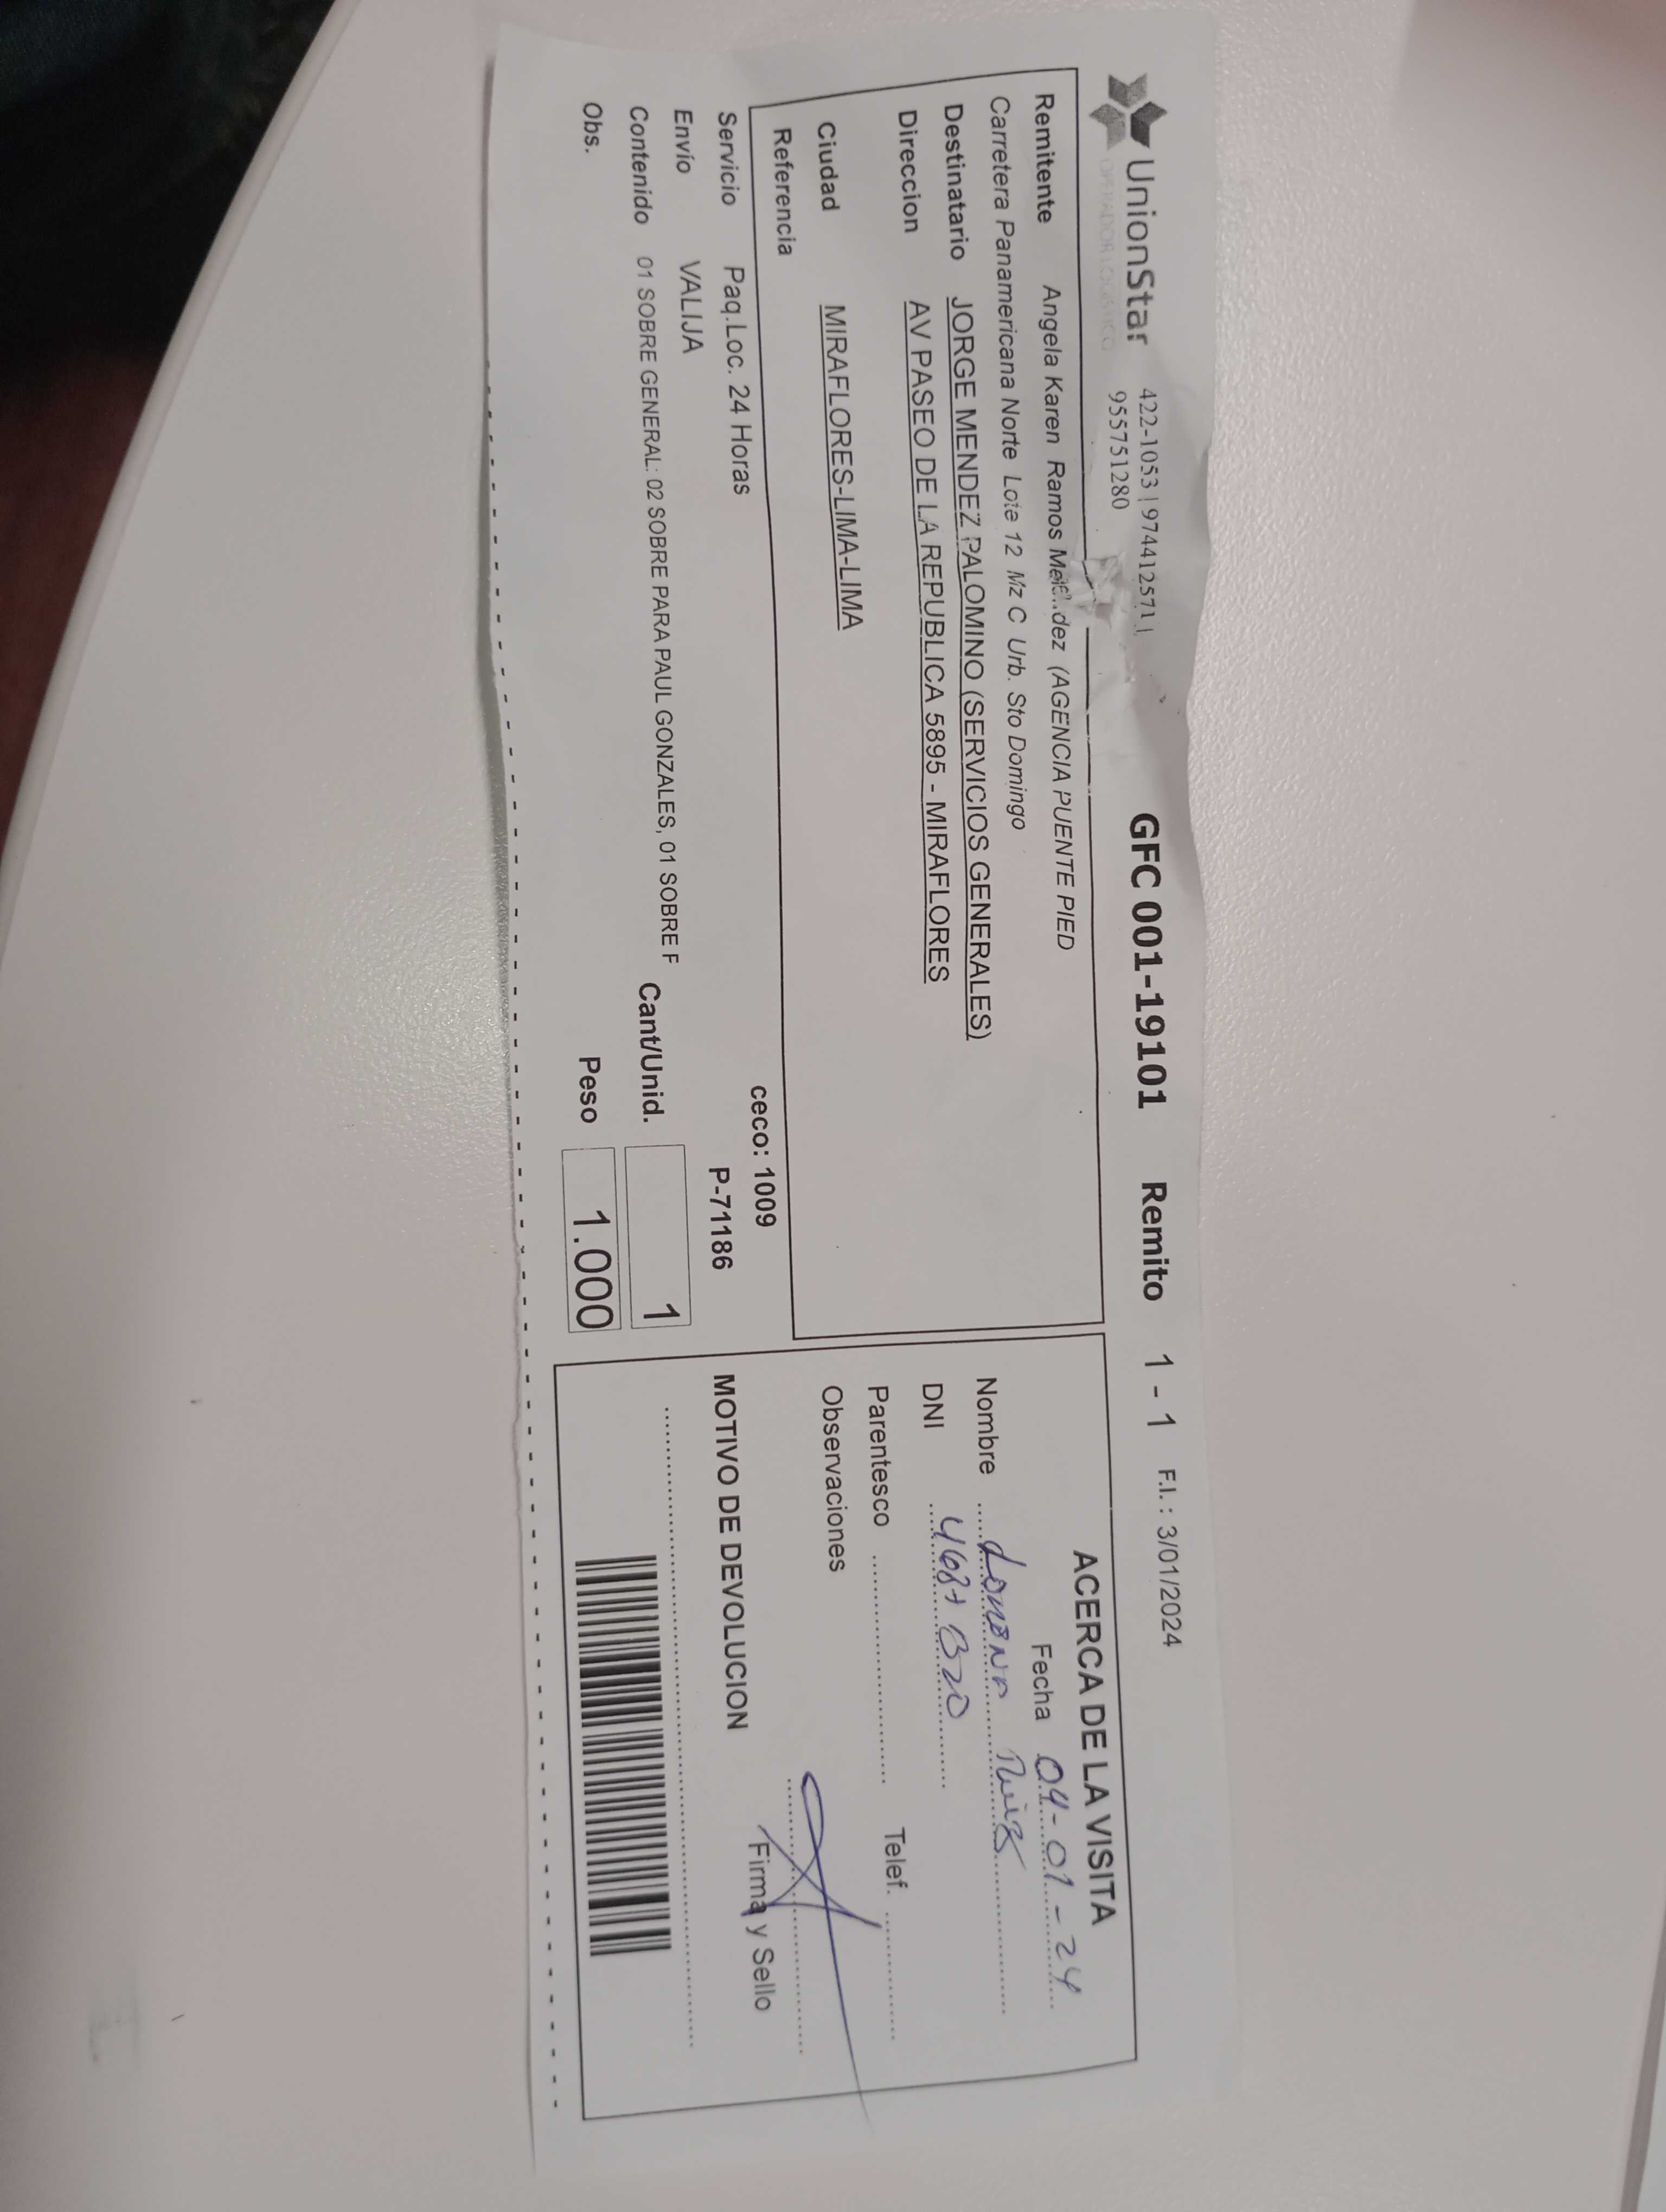 UnionStar 422-1053 | 974412571 | GFC 001-19101 Remito 1 - 1 F.I. : 3/01/2024
OPERADOR LOGISTICO 955751280
Remitente Angela Karen Ramos (AGENCIA PUENTE PIED
Carretera Panamericana Norte Lote 12 Mz C Urb. Sto Domingo
Destinatario JORGE MENDEZ PALOMINO (SERVICIOS GENERALES)
Direccion AV PASEO DE LA REPUBLICA 5895 - MIRAFLORES
Ciudad MIRAFLORES-LIMA-LIMA
Referencia
ceco: 1009
Servicio Paq.Loc. 24 Horas P-71186
Envio VALIJA
Contenido 01 SOBRE GENERAL: 02 SOBRE PARA PAUL GONZALES, 01 SOBRE F Cant/Unid. 1
Obs. Peso 1.000
ACERCA DE LA VISITA
Fecha 04-01-24
Nombre Ruiz
DNI
Parentesco Telef.
Observaciones
Firma y Sello
MOTIVO DE DEVOLUCION